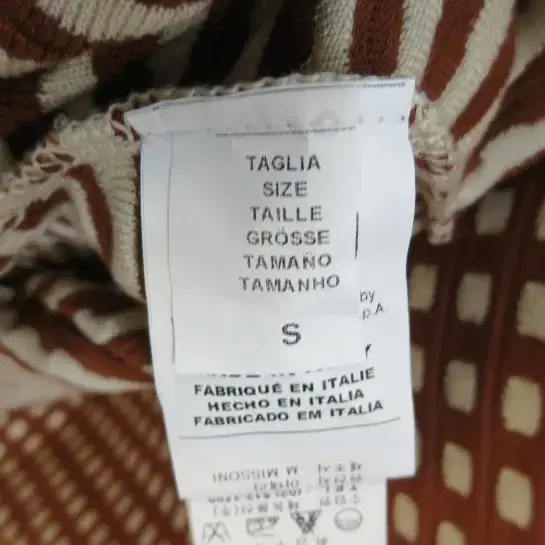 TAGLIA
SIZE
TAILLE
GRÖSSE
TAMAÑO
TAMANHO
S
by
p.A.
FABRIQUÉ EN ITALIE
HECHO EN ITALIA
FABRICADO EM ITALIA
M MISSONI